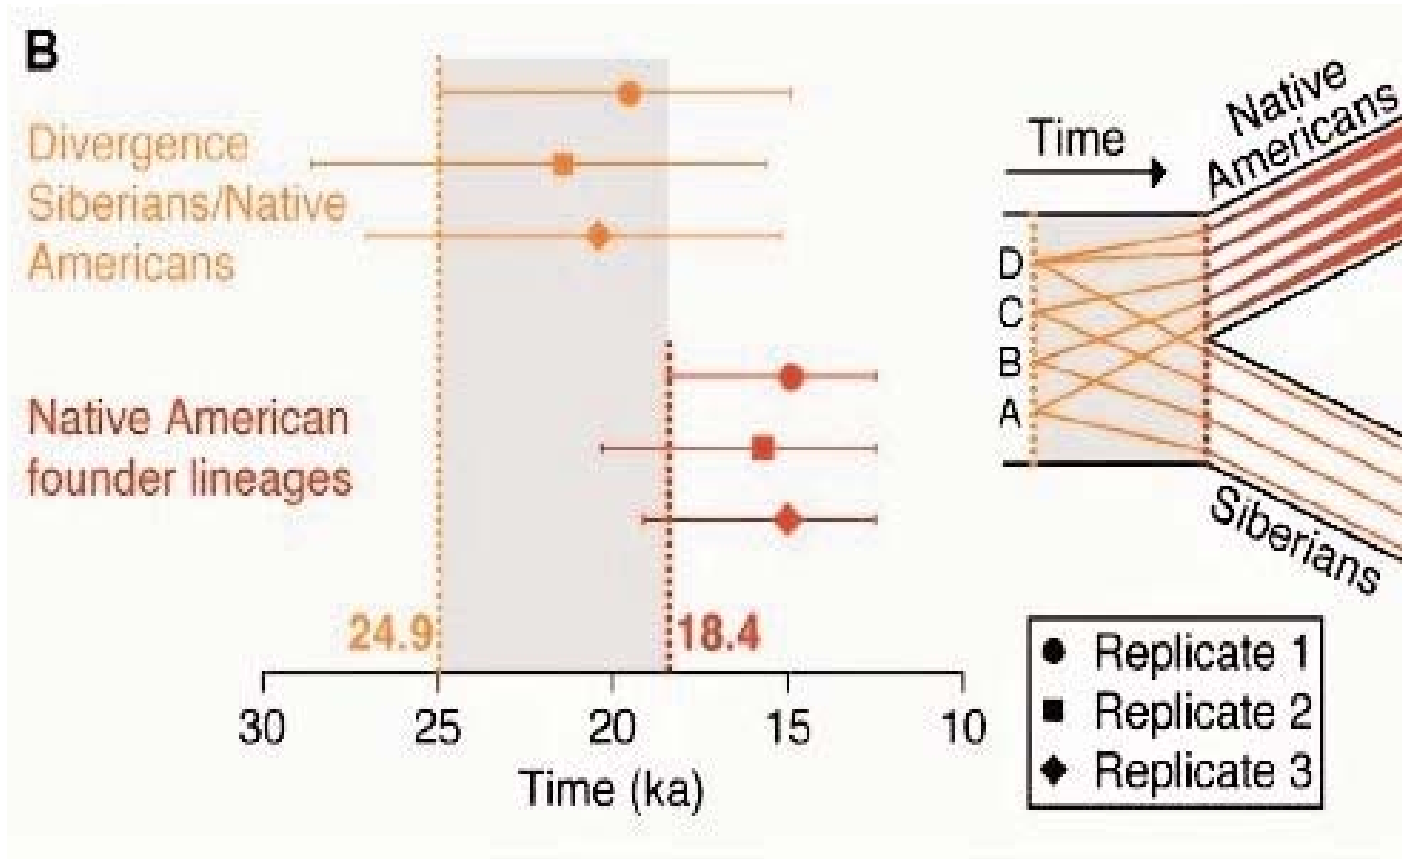 B
Divergence
Siberians/Native
Americans
Native American
founder lineages
24.9
18.4
30 25 20 15 10
Time (ka)
Time
Native
Americans
D
C
B
A
Siberians
Replicate 1
Replicate 2
Replicate 3